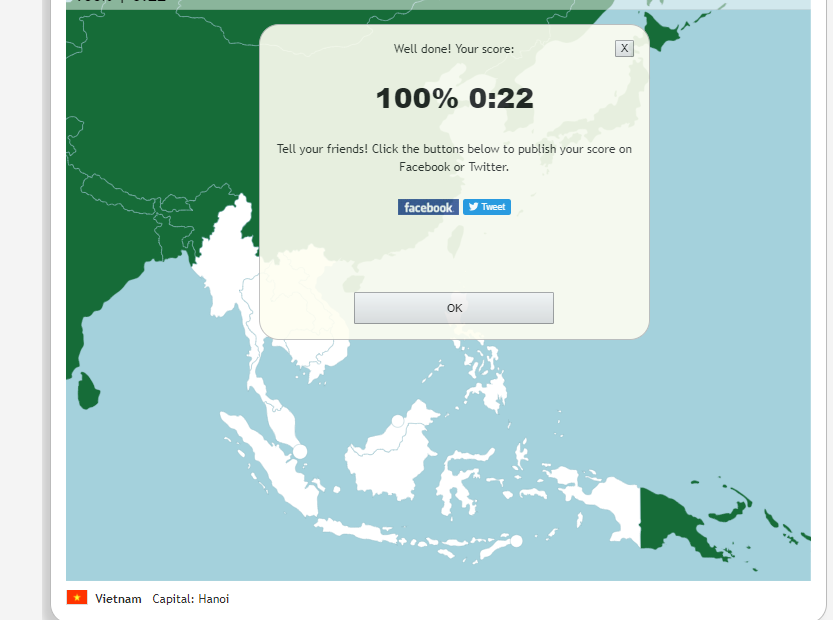 Well done! Your score:
X
100% 0:22
Tell your friends! Click the buttons below to publish your score on
Facebook or Twitter.
facebook Tweet
OK
Vietnam Capital: Hanoi